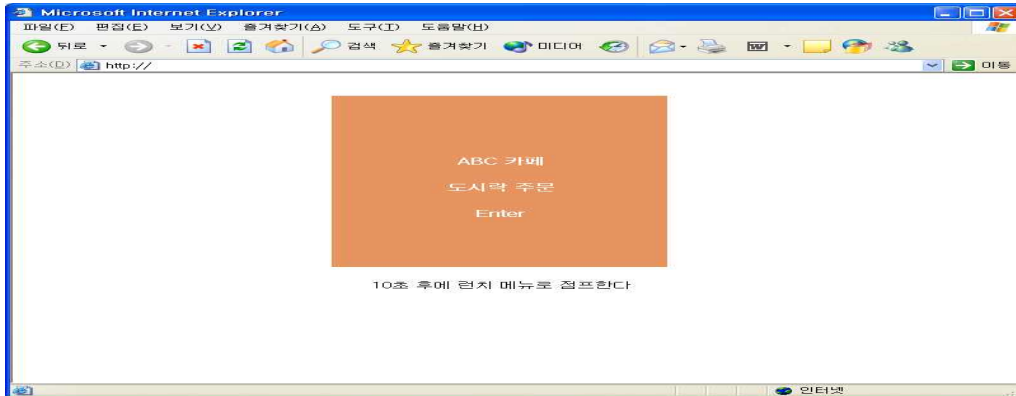 Microsoft Internet Explorer
파일(F) 편집(E) 보기(V) 즐겨찾기(A) 도구(T) 도움말(H)
뒤로 검색 즐겨찾기 미디어
주소(D) http:// 이동
ABC 카페
도시락 주문
Enter
10초 후에 런치 메뉴로 점프한다
인터넷